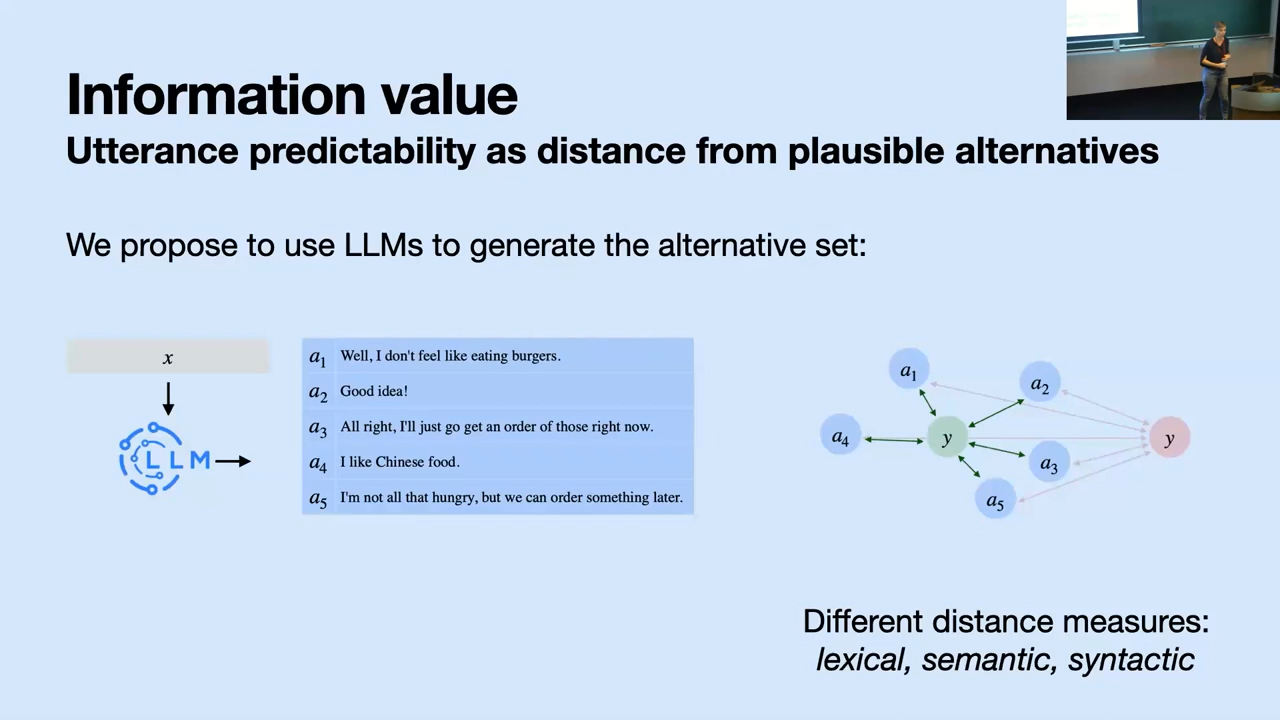 Information value
Utterance predictability as distance from plausible alternatives
We propose to use LLMs to generate the alternative set:
x
LLM
a1 Well, I don't feel like eating burgers.
a2 Good idea!
a3 All right, I'll just go get an order of those right now.
a4 I like Chinese food.
a5 I'm not all that hungry, but we can order something later.
a1
a2
a4
y
y
a3
a5
Different distance measures:
lexical, semantic, syntactic